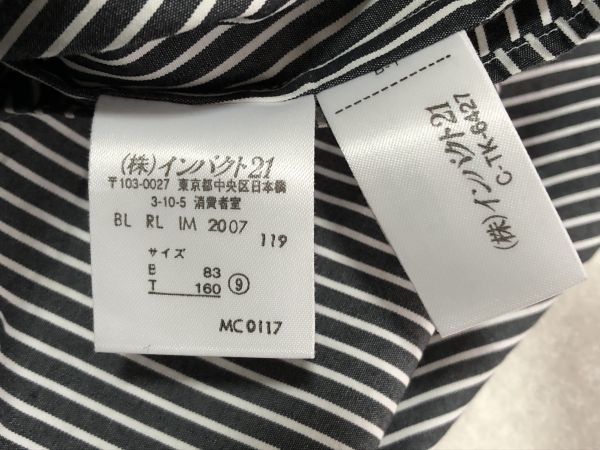 (株)インパクト21
〒103-0027 東京都中央区日本橋
3-10-5 消費者室
BL RL IM 2007
119
サイズ
B 83
T 160 ⑨
MC0117
(株)インパクト21
C-TK-6427